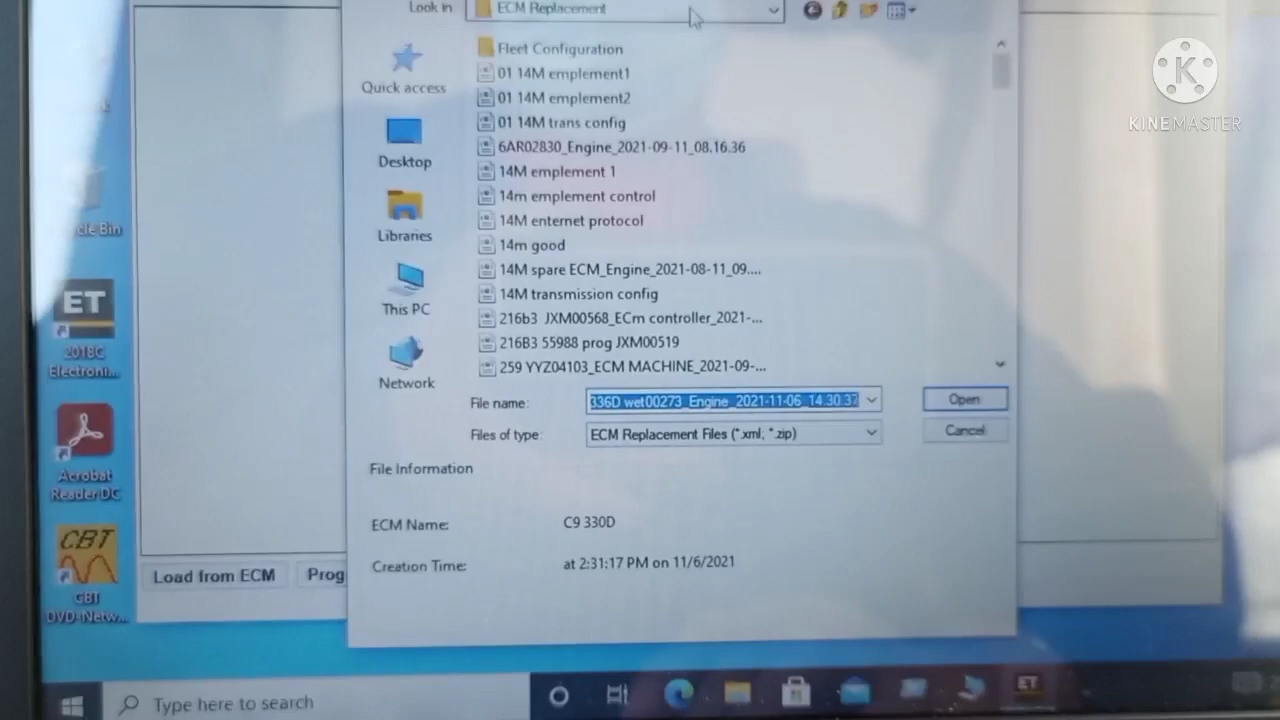 Look in
ECM Replacement
K
KINEMASTER
Quick access
Desktop
Libraries
This PC
Network
Fleet Configuration
01 14M emplement1
01 14M emplement2
01 14M trans config
6AR02830_Engine_2021-09-11_08.16.36
14M emplement 1
14m emplement control
14M enternet protocol
14m good
14M spare ECM_Engine_2021-08-11_09....
14M transmission config
216b3 JXM00568_ECm controller_2021-...
216B3 55988 prog JXM00519
259 YYZ04103_ECM MACHINE_2021-09-...
File name:
336D wet00273_Engine_2021-11-06_14.30.37
Open
Files of type:
ECM Replacement Files (*.xml, *.zip)
Cancel
File Information
ECM Name:
C9 330D
Creation Time:
at 2:31:17 PM on 11/6/2021
cle Bin
ET
2018C
Electroni...
Acrobat
Reader DC
CBT
CBT
DVD-Netw...
Load from ECM
Prog
Type here to search
ET